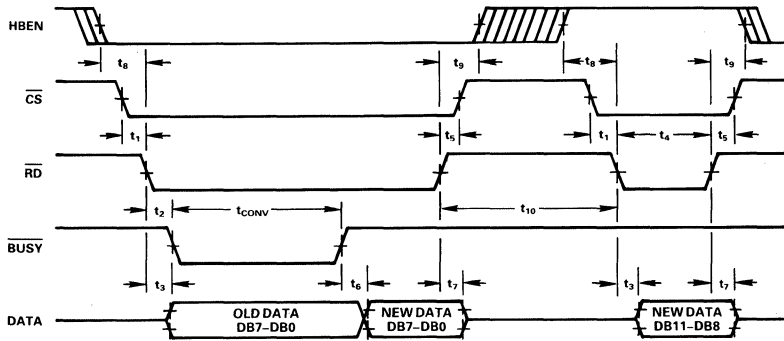 HBEN
t8 t9 t8 t9
CS
t1 t5 t1 t4 t5
RD
t2 tCONV t10
BUSY
t3 t6 t7 t3 t7
DATA
OLD DATA
DB7–DB0
NEW DATA
DB7–DB0
NEW DATA
DB11–DB8